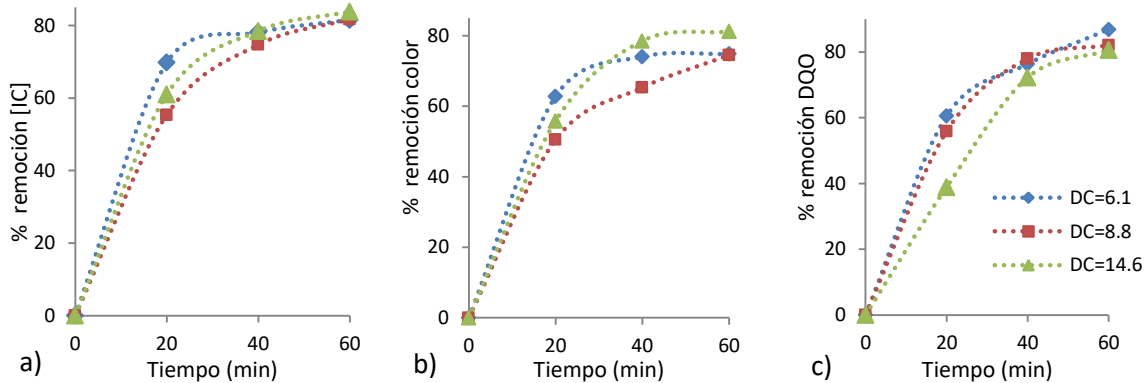 % remoción [IC]
80
60
40
20
0
0 20 40 60
a) Tiempo (min)
% remoción color
80
60
40
20
0
0 20 40 60
b) Tiempo (min)
% remoción DQO
80
60
40
20
0
0 20 40 60
c) Tiempo (min)
DC=6.1
DC=8.8
DC=14.6